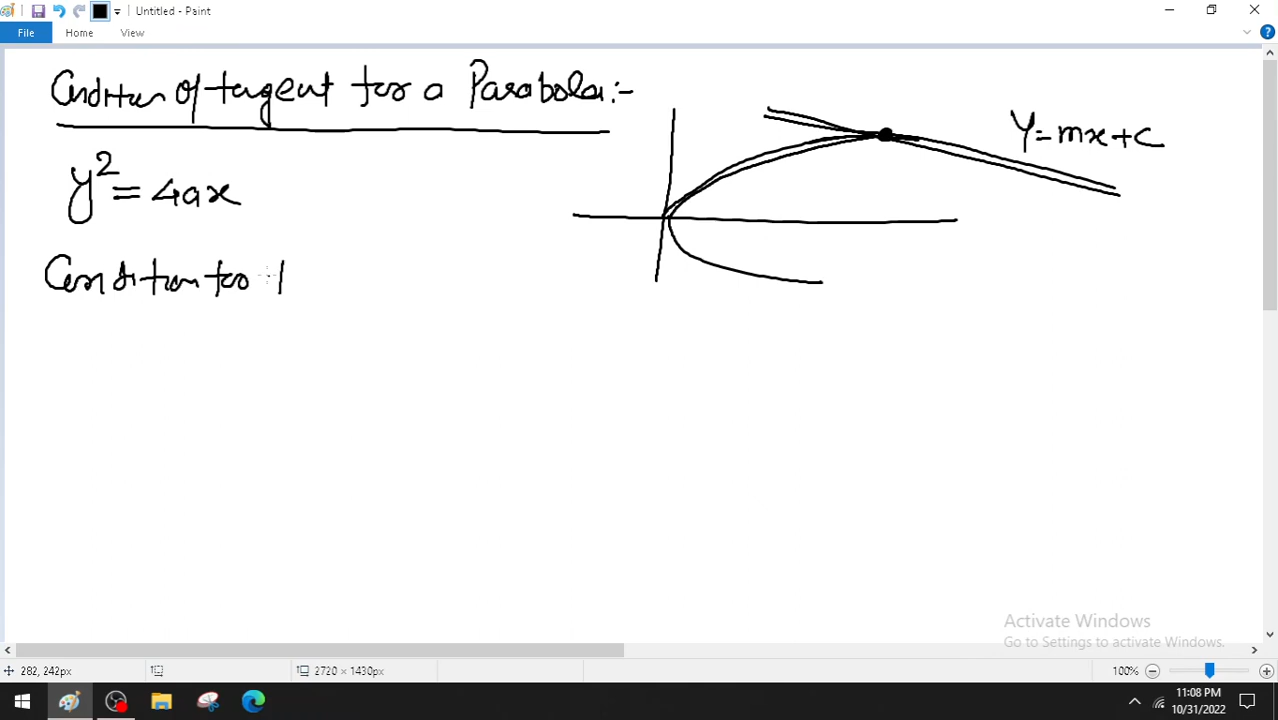 Untitled - Paint
File Home View
Condition of tangent for a Parabola:-
y² = 4ax
Y=mx+c
Condition for
Activate Windows
Go to Settings to activate Windows.
282, 242px
2720 × 1430px
100%
11:08 PM
10/31/2022